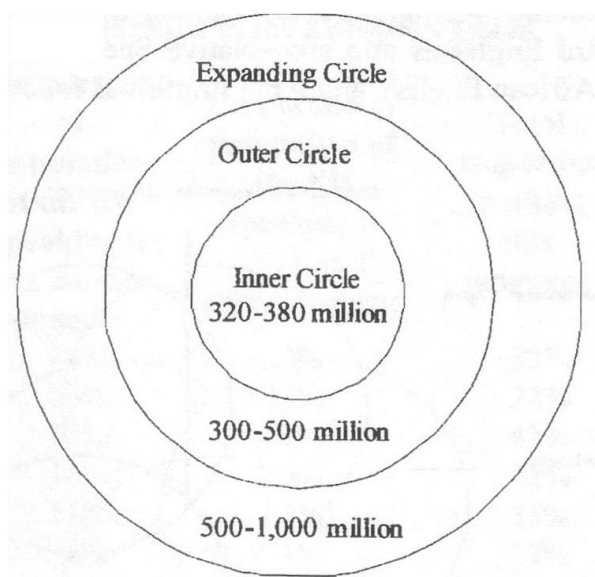 Expanding Circle
Outer Circle
Inner Circle
320-380 million
300-500 million
500-1,000 million